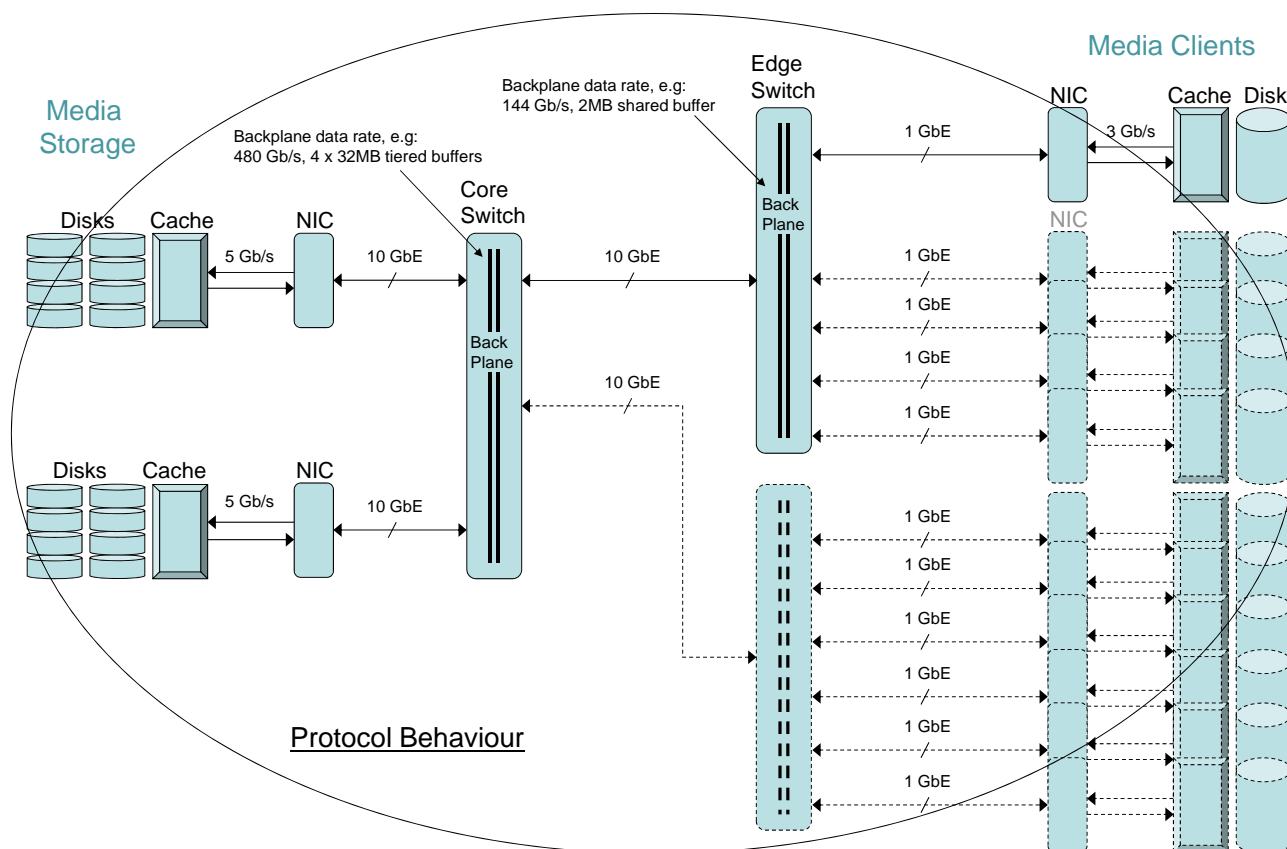 Media Clients
Edge
Switch
Backplane data rate, e.g:
144 Gb/s, 2MB shared buffer
NIC
Cache
Disk
Media
Storage
Backplane data rate, e.g:
480 Gb/s, 4 x 32MB tiered buffers
1 GbE
3 Gb/s
Core
Switch
Back
Plane
NIC
Disks
Cache
NIC
5 Gb/s
10 GbE
10 GbE
1 GbE
1 GbE
Back
Plane
1 GbE
10 GbE
1 GbE
Disks
Cache
NIC
5 Gb/s
10 GbE
1 GbE
1 GbE
1 GbE
1 GbE
Protocol Behaviour
1 GbE
1 GbE